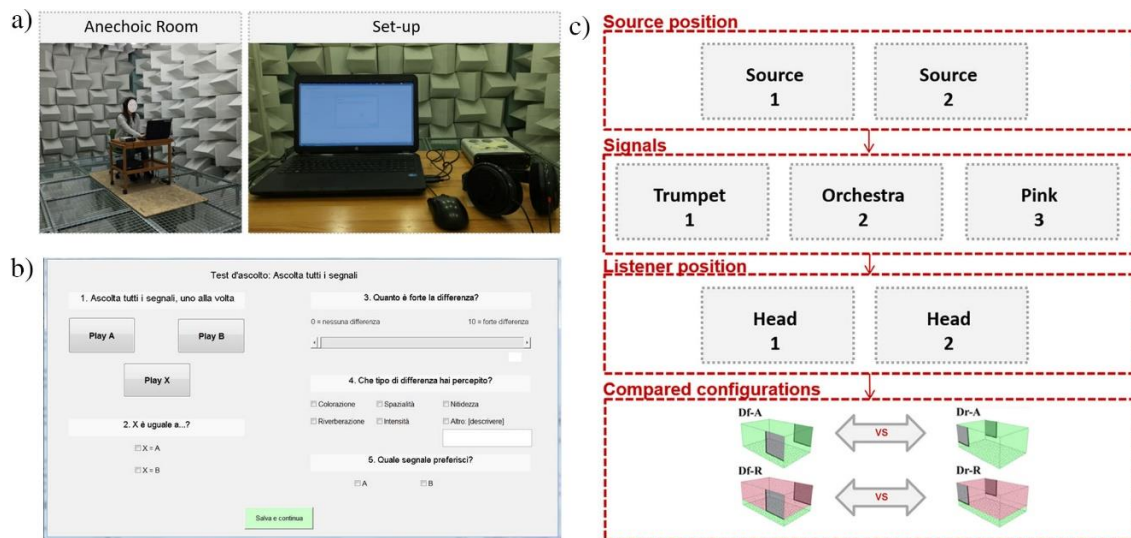 a)
Anechoic Room
Set-up
b)
Test d'ascolto: Ascolta tutti i segnali
1. Ascolta tutti i segnali, uno alla volta
Play A
Play B
Play X
2. X è uguale a...?
X = A
X = B
3. Quanto è forte la differenza?
0 = nessuna differenza
10 = forte differenza
4. Che tipo di differenza hai percepito?
Colorazione
Spazialità
Nitidezza
Riverberazione
Intensità
Altro: [descrivere]
5. Quale segnale preferisci?
A
B
Salva e continua
c)
Source position
Source
1
Source
2
Signals
Trumpet
1
Orchestra
2
Pink
3
Listener position
Head
1
Head
2
Compared configurations
Df-A
VS
Dr-A
Df-R
VS
Dr-R